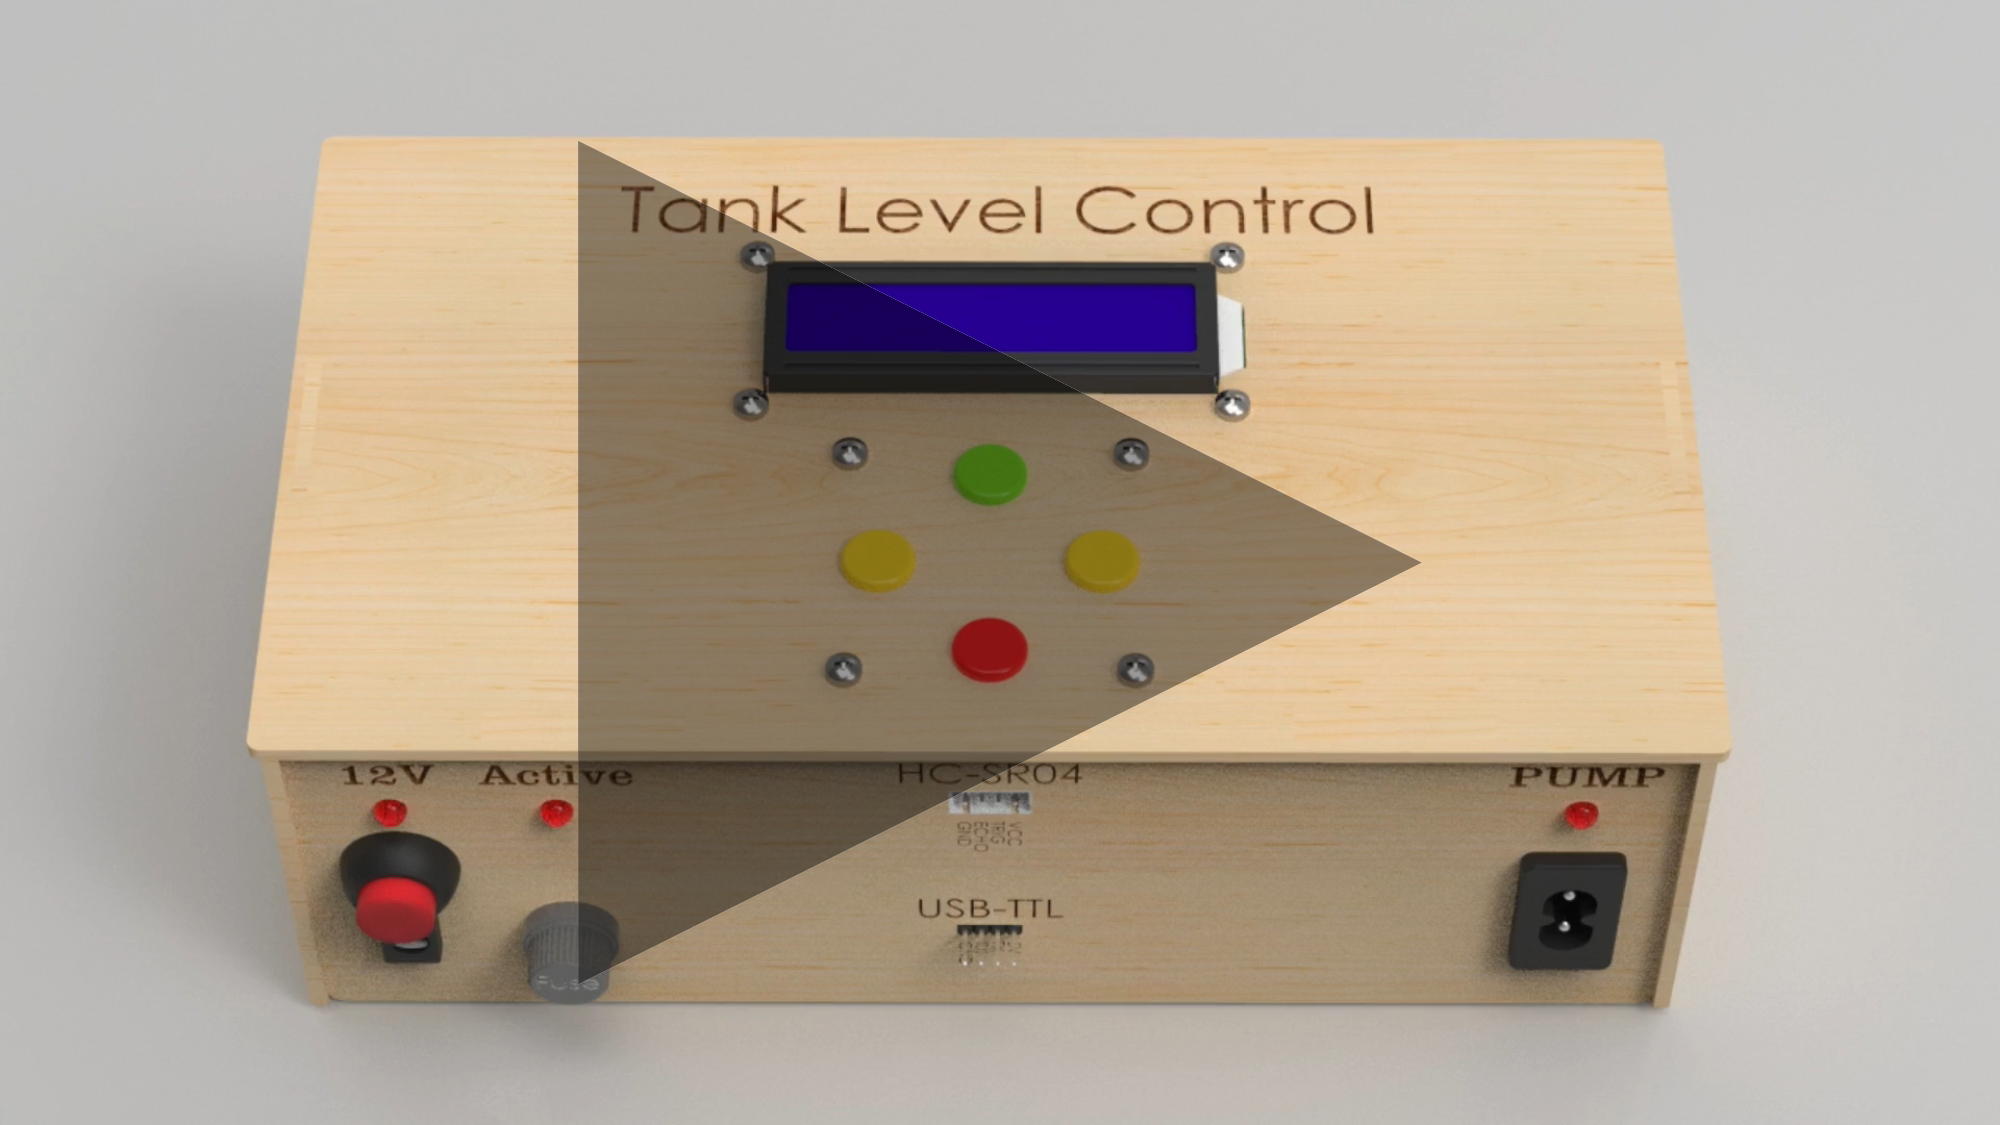 Tank Level Control
12V Active HC-SR04 PUMP
GND ECHO TRIG VCC
USB-TTL
Fuse